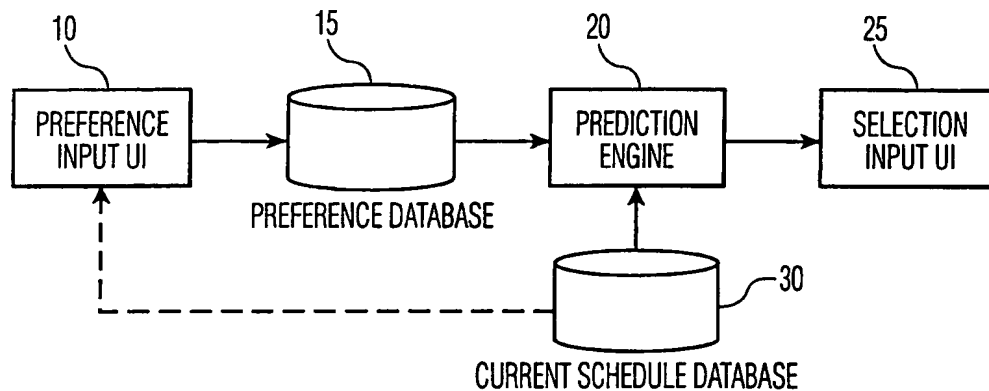 10
15
20
25
PREFERENCE
INPUT UI
PREDICTION
ENGINE
SELECTION
INPUT UI
PREFERENCE DATABASE
30
CURRENT SCHEDULE DATABASE